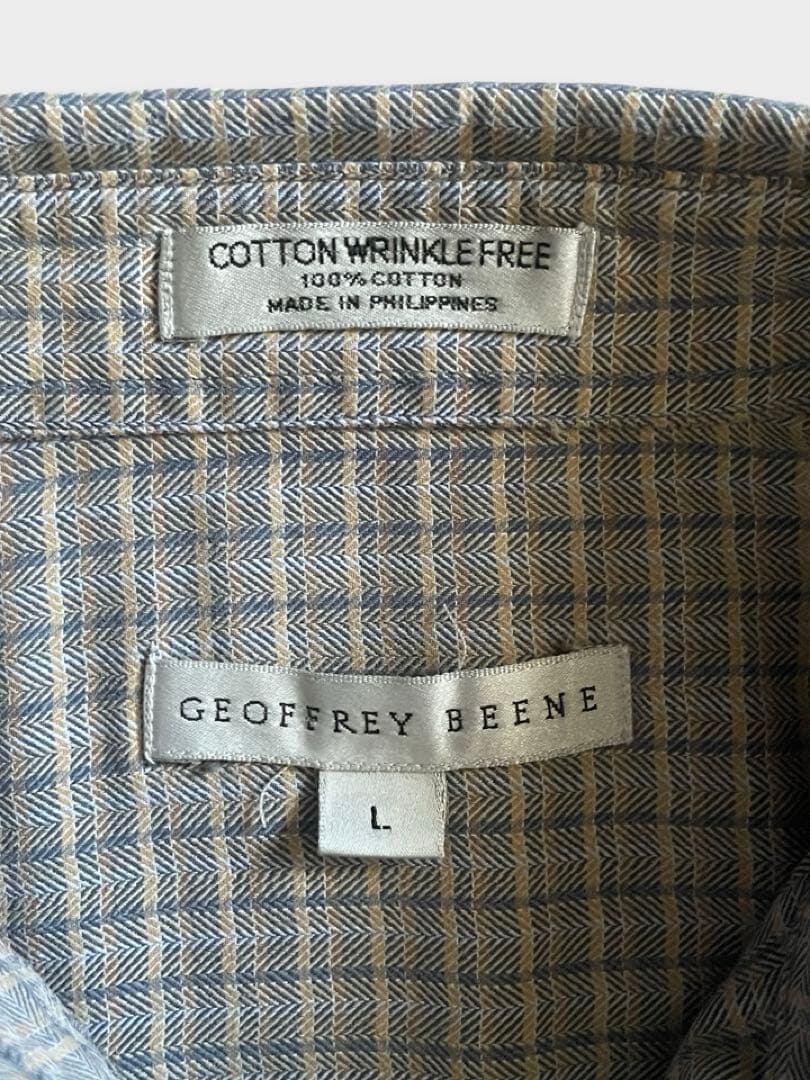 COTTON WRINKLE FREE
100% COTTON
MADE IN PHILIPPINES
GEOFFREY BEENE
L